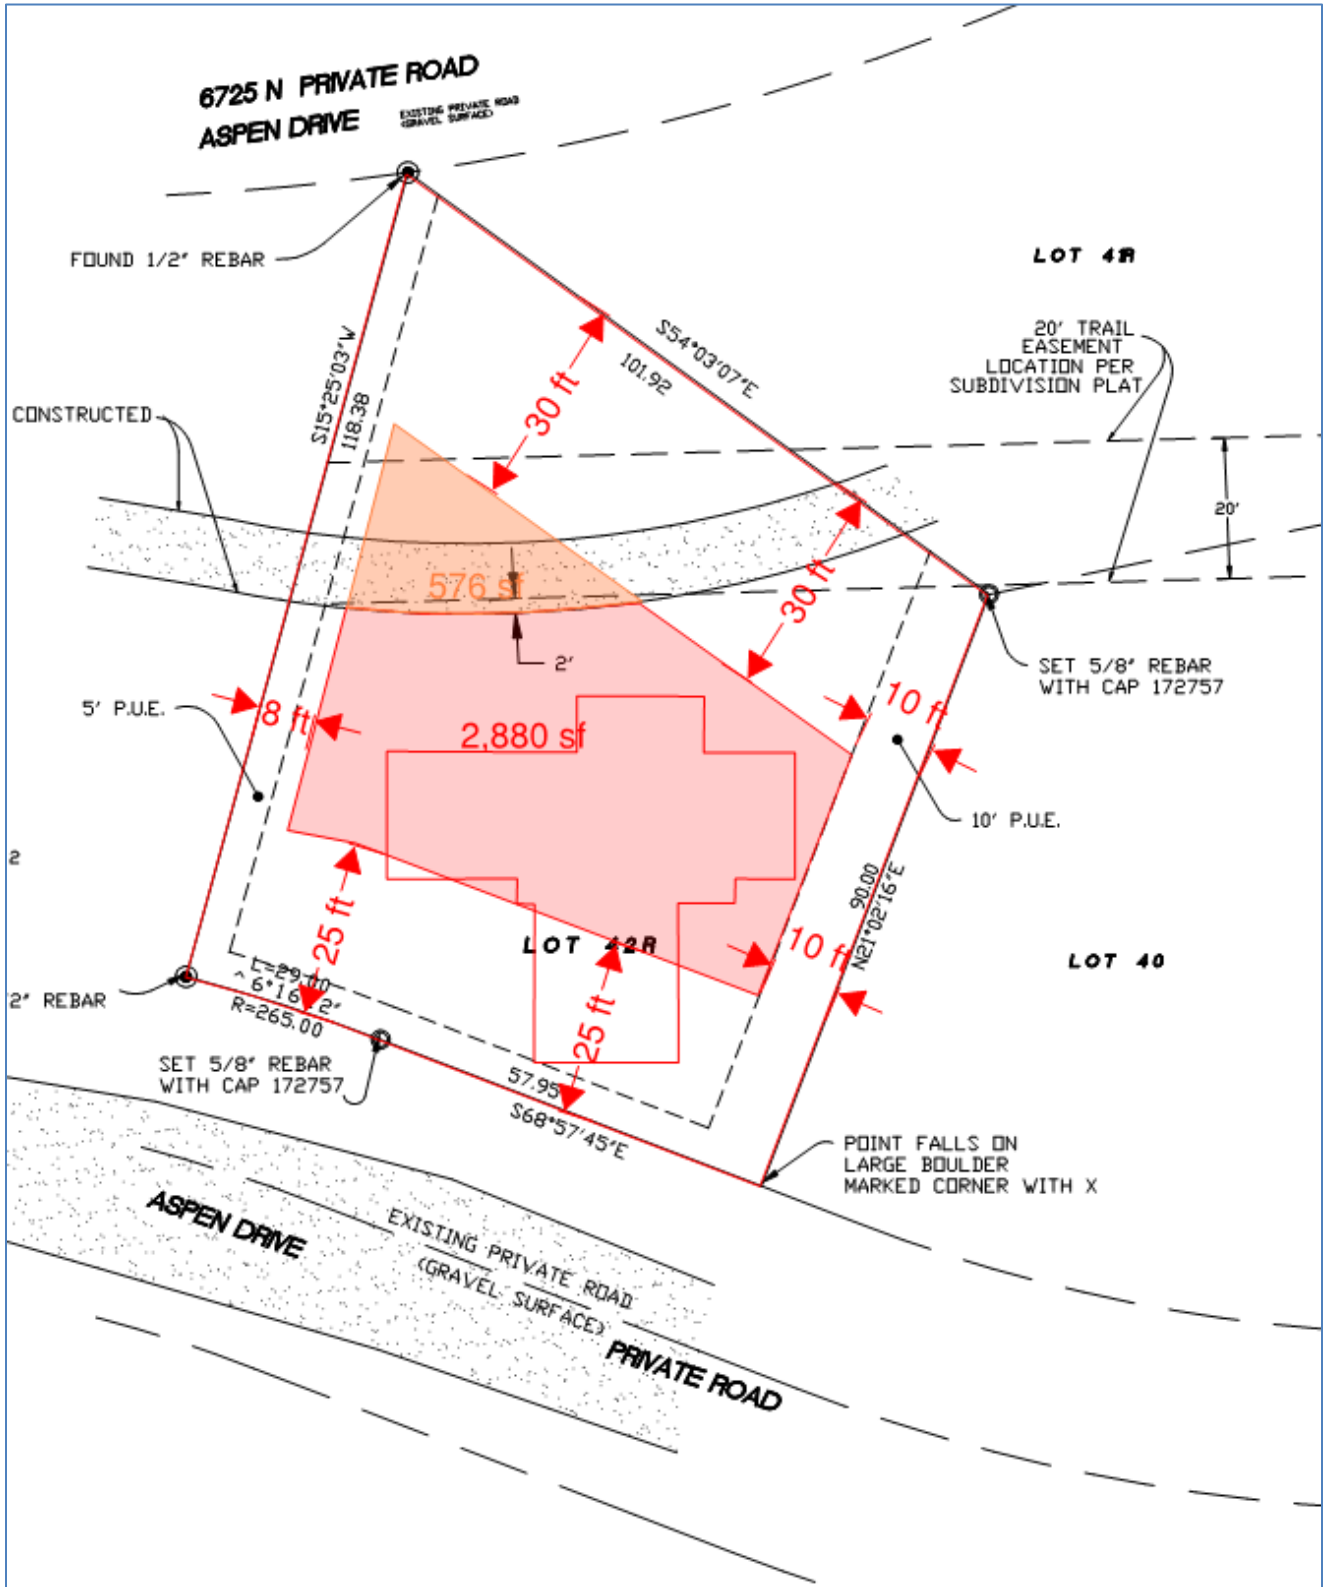 6725 N PRIVATE ROAD
ASPEN DRIVE
EXISTING PRIVATE ROAD
(GRAVEL SURFACE)
FOUND 1/2" REBAR
LOT 41R
S54°03'07"E
101.92
20' TRAIL
EASEMENT
LOCATION PER
SUBDIVISION PLAT
S15°25'03"W
118.38
30 ft
CONSTRUCTED
20'
576 sf
30 ft
2'
SET 5/8" REBAR
WITH CAP 172757
5' P.U.E.
8 ft
10 ft
2,880 sf
10' P.U.E.
2
90.00
N21°02'16"E
25 ft
10 ft
LOT 42R
LOT 40
L=29.00
R=265.00
2" REBAR
25 ft
SET 5/8" REBAR
WITH CAP 172757
57.95
S68°57'45"E
POINT FALLS ON
LARGE BOULDER
MARKED CORNER WITH X
ASPEN DRIVE
EXISTING PRIVATE ROAD
(GRAVEL SURFACE)
PRIVATE ROAD